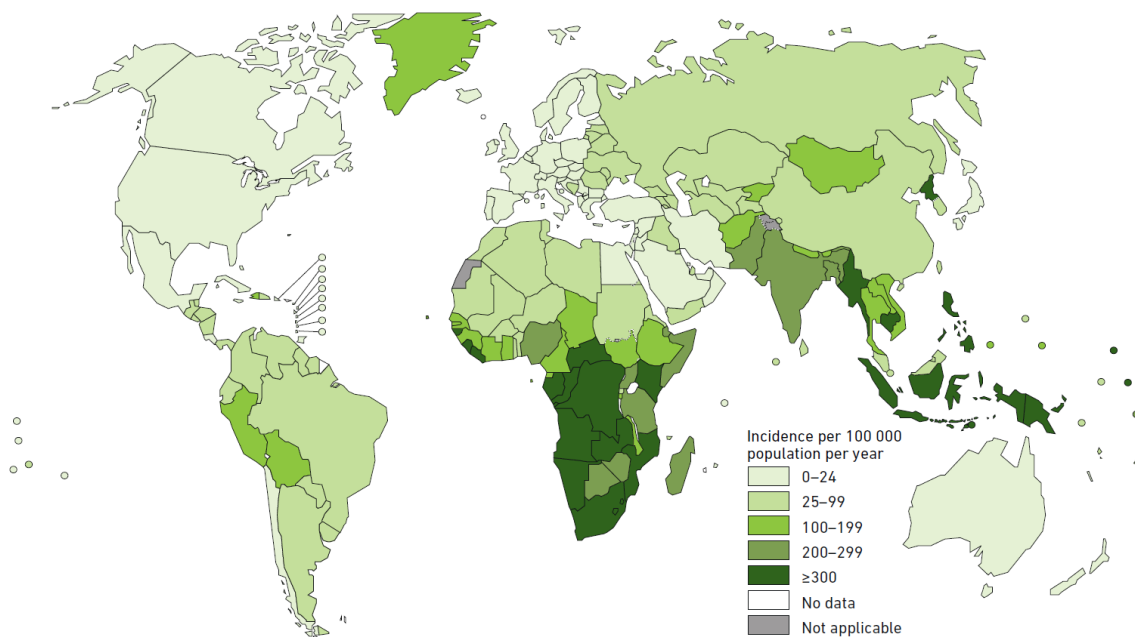 Incidence per 100 000
population per year
0–24
25–99
100–199
200–299
≥300
No data
Not applicable